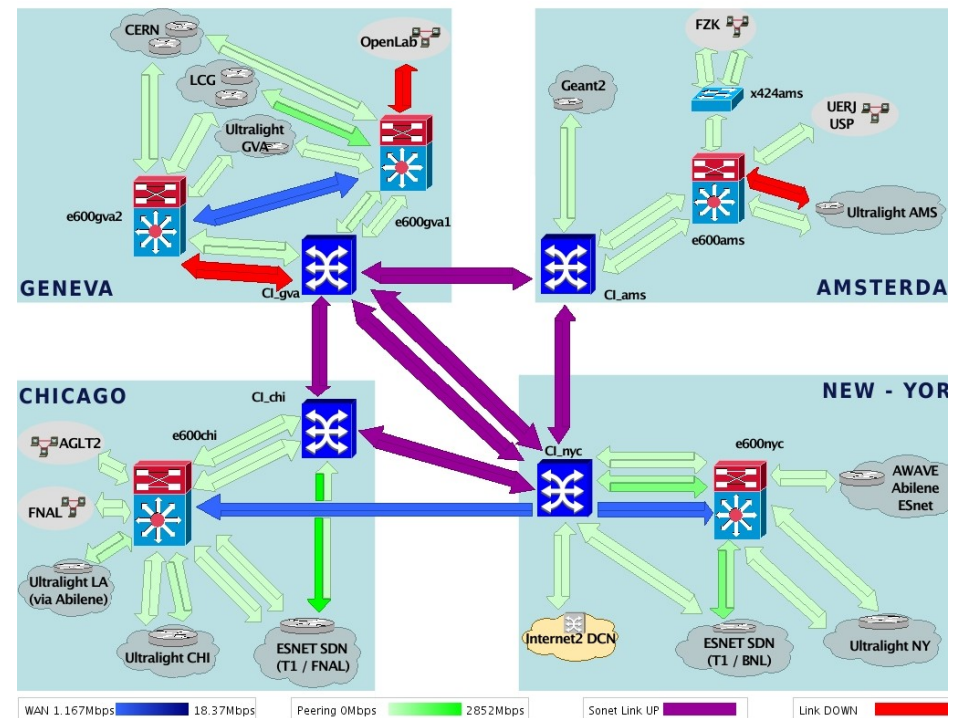 CERN
OpenLab
LCG
Ultralight
GVA
e600gva2
e600gva1
GENEVA
CI_gva
FZK
Geant2
x424ams
UERJ
USP
Ultralight AMS
e600ams
CI_ams
AMSTERDA
CHICAGO
CI_chi
AGLT2
e600chi
FNAL
Ultralight LA
(via Abilene)
Ultralight CHI
ESNET SDN
(T1 / FNAL)
NEW - YOR
CI_nyc
e600nyc
AWAVE
Abilene
ESnet
Internet2 DCN
ESNET SDN
(T1 / BNL)
Ultralight NY
WAN 1.167Mbps 18.37Mbps
Peering 0Mbps 2852Mbps
Sonet Link UP
Link DOWN